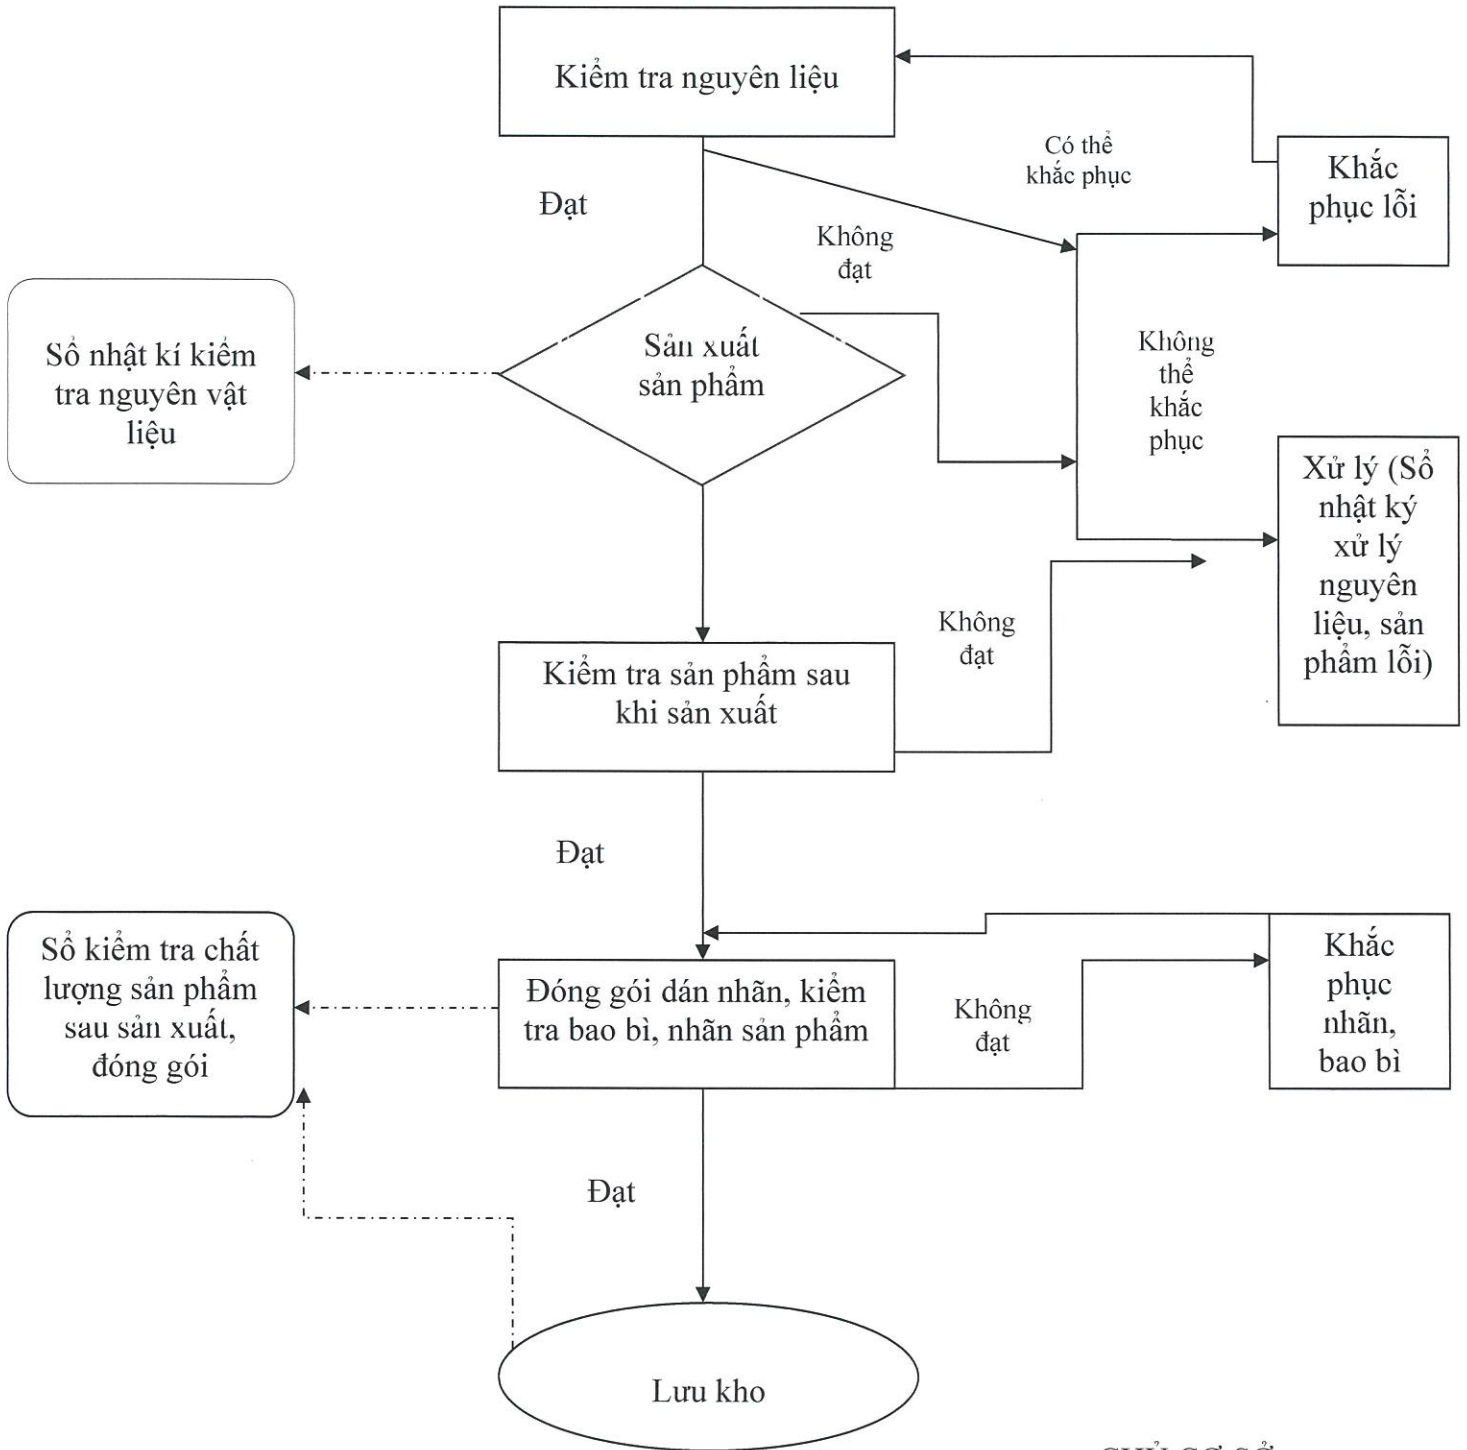 Kiểm tra nguyên liệu
Có thể
khắc phục
Khắc
phục lỗi
Đạt
Không
đạt
Sổ nhật kí kiểm
tra nguyên vật
liệu
Sản xuất
sản phẩm
Không
thể
khắc
phục
Xử lý (Sổ
nhật ký
xử lý
nguyên
liệu, sản
phẩm lỗi)
Không
đạt
Kiểm tra sản phẩm sau
khi sản xuất
Đạt
Sổ kiểm tra chất
lượng sản phẩm
sau sản xuất,
đóng gói
Đóng gói dán nhãn, kiểm
tra bao bì, nhãn sản phẩm
Không
đạt
Khắc
phục
nhãn,
bao bì
Đạt
Lưu kho
CHỦ CƠ SỞ